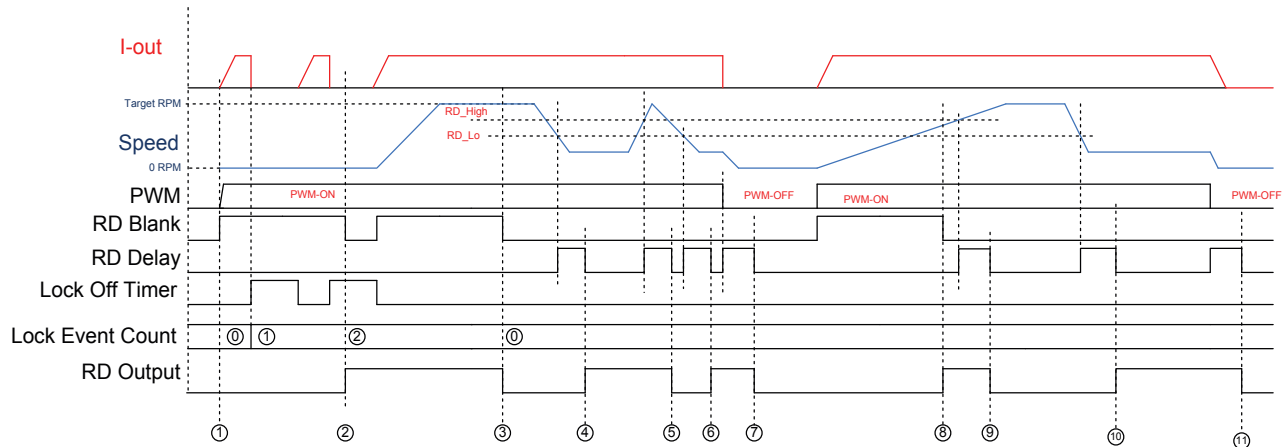 I-out
Target RPM
RD_High
RD_Lo
Speed
0 RPM
PWM
PWM-ON
PWM-OFF
PWM-ON
PWM-OFF
RD Blank
RD Delay
Lock Off Timer
Lock Event Count
⓪ ① ② ⓪
RD Output
① ② ③ ④ ⑤ ⑥ ⑦ ⑧ ⑨ ⑩ ⑪